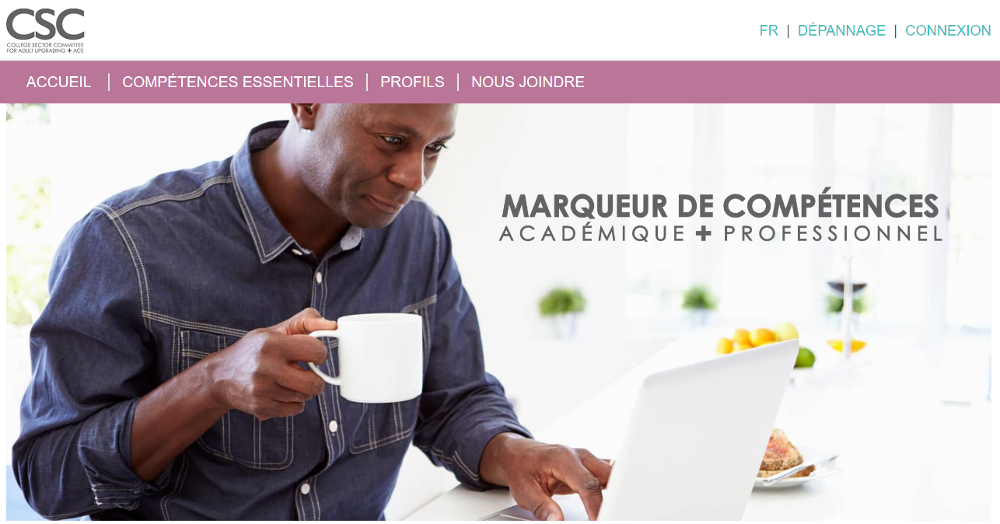 CSC
COLLEGE SECTOR COMMITTEE
FOR ADULT UPGRADING + ACE
FR | DÉPANNAGE | CONNEXION
ACCUEIL | COMPÉTENCES ESSENTIELLES | PROFILS | NOUS JOINDRE
MARQUEUR DE COMPÉTENCES
ACADÉMIQUE + PROFESSIONNEL